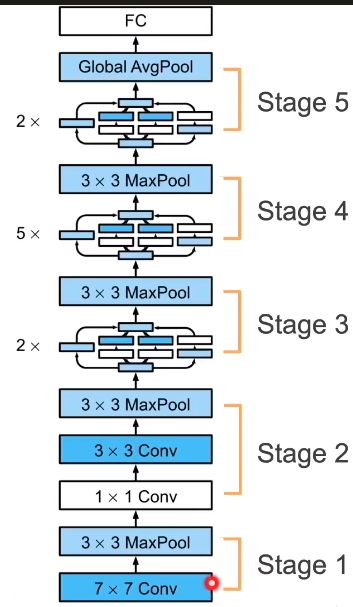 FC
Global AvgPool
Stage 5
2 ×
3 × 3 MaxPool
Stage 4
5 ×
3 × 3 MaxPool
Stage 3
2 ×
3 × 3 MaxPool
3 × 3 Conv
Stage 2
1 × 1 Conv
3 × 3 MaxPool
Stage 1
7 × 7 Conv